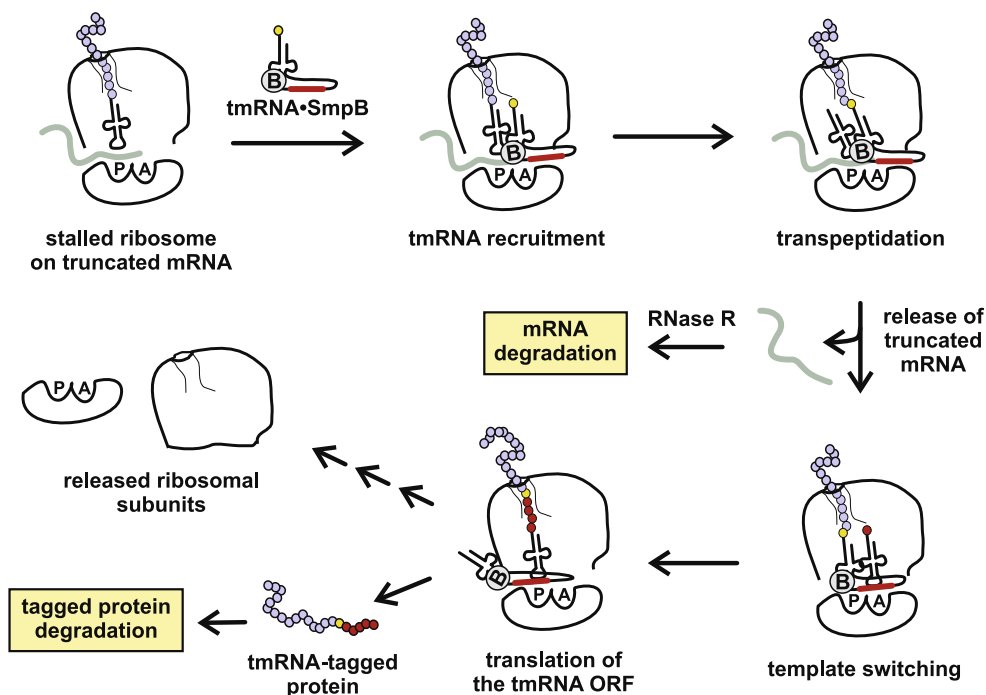 B
tmRNA•SmpB
P A
stalled ribosome
on truncated mRNA
B
P A
tmRNA recruitment
B
P A
transpeptidation
mRNA
degradation
RNase R
release of
truncated
mRNA
P A
released ribosomal
subunits
B
P A
translation of
the tmRNA ORF
B
P A
template switching
tagged protein
degradation
tmRNA-tagged
protein